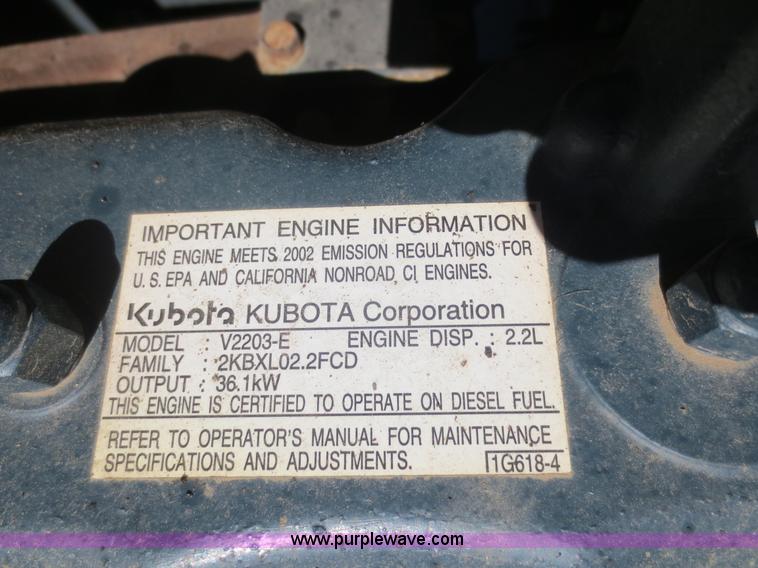 IMPORTANT ENGINE INFORMATION
THIS ENGINE MEETS 2002 EMISSION REGULATIONS FOR
U.S. EPA AND CALIFORNIA NONROAD CI ENGINES.
Kubota KUBOTA Corporation
MODEL : V2203-E ENGINE DISP. : 2.2L
FAMILY : 2KBXL02.2FCD
OUTPUT : 36.1kW
THIS ENGINE IS CERTIFIED TO OPERATE ON DIESEL FUEL.
REFER TO OPERATOR'S MANUAL FOR MAINTENANCE
SPECIFICATIONS AND ADJUSTMENTS. 1G618-4
www.purplewave.com